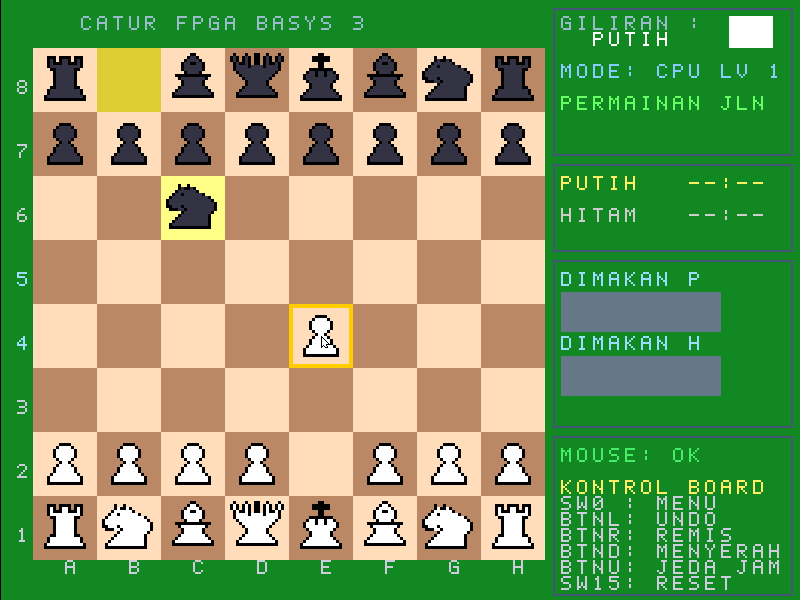 CATUR FPGA BASYS 3
GILIRAN :
PUTIH
MODE: CPU LV 1
PERMAINAN JLN
8
7
6
5
4
3
2
1
A B C D E F G H
PUTIH --:--
HITAM --:--
DIMAKAN P
DIMAKAN H
MOUSE: OK
KONTROL BOARD
SW0 : MENU
BTNL: UNDO
BTNR: REMIS
BTND: MENYERAH
BTNU: JEDA JAM
SW15: RESET